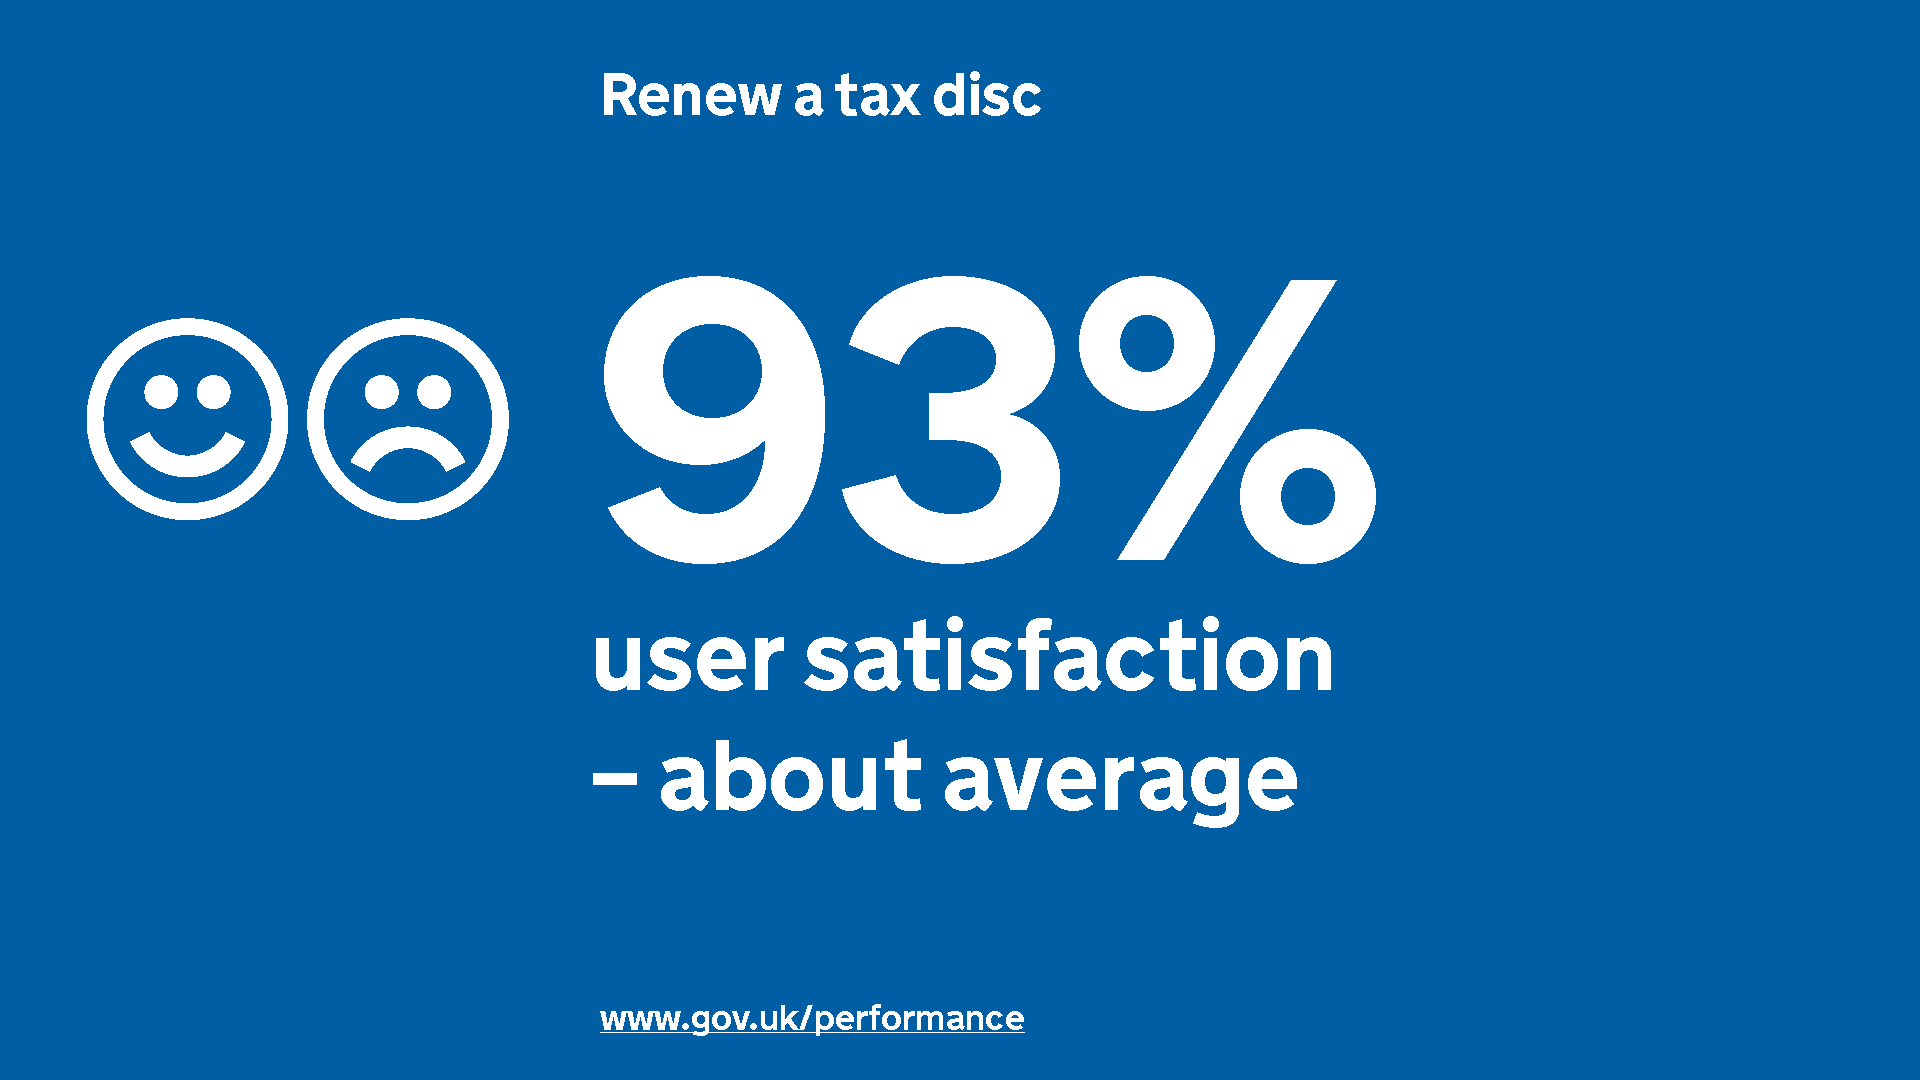 Renew a tax disc
93%
user satisfaction
– about average
www.gov.uk/performance